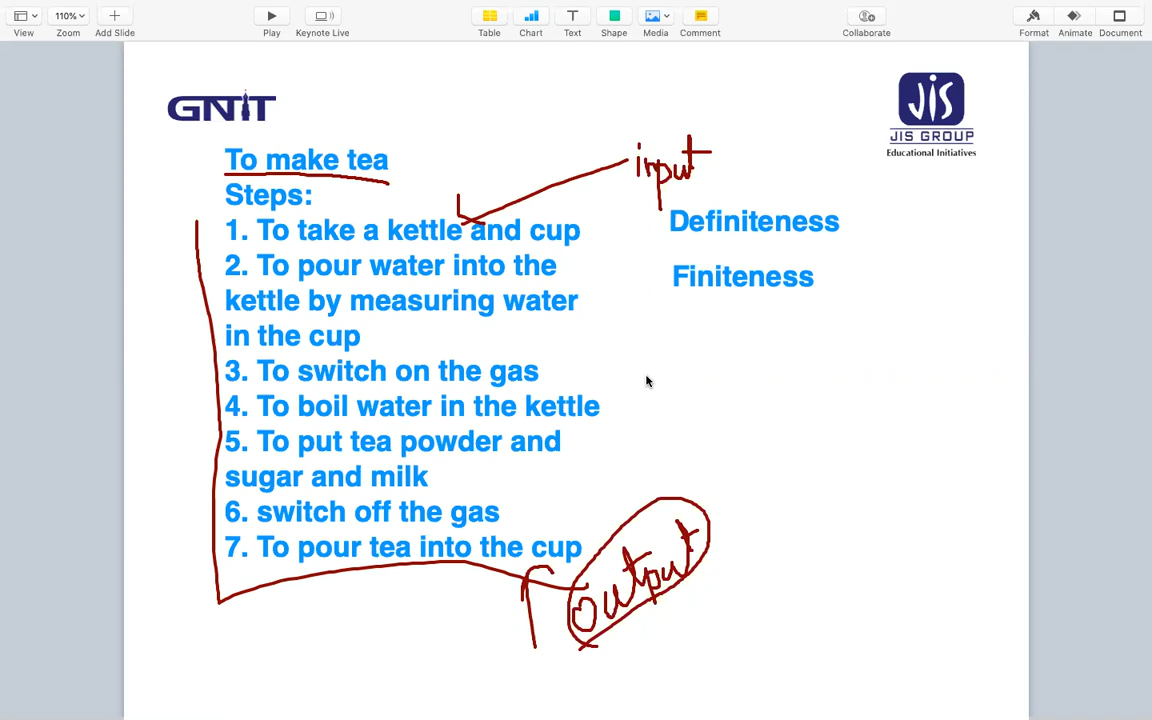 110%
View
Zoom
Add Slide
Play
Keynote Live
Table
Chart
Text
Shape
Media
Comment
Collaborate
Format
Animate
Document
GNIT
JIS
JIS GROUP
Educational Initiatives
To make tea
input
Steps:
1. To take a kettle and cup
Definiteness
2. To pour water into the
Finiteness
kettle by measuring water
in the cup
3. To switch on the gas
4. To boil water in the kettle
5. To put tea powder and
sugar and milk
6. switch off the gas
7. To pour tea into the cup
output